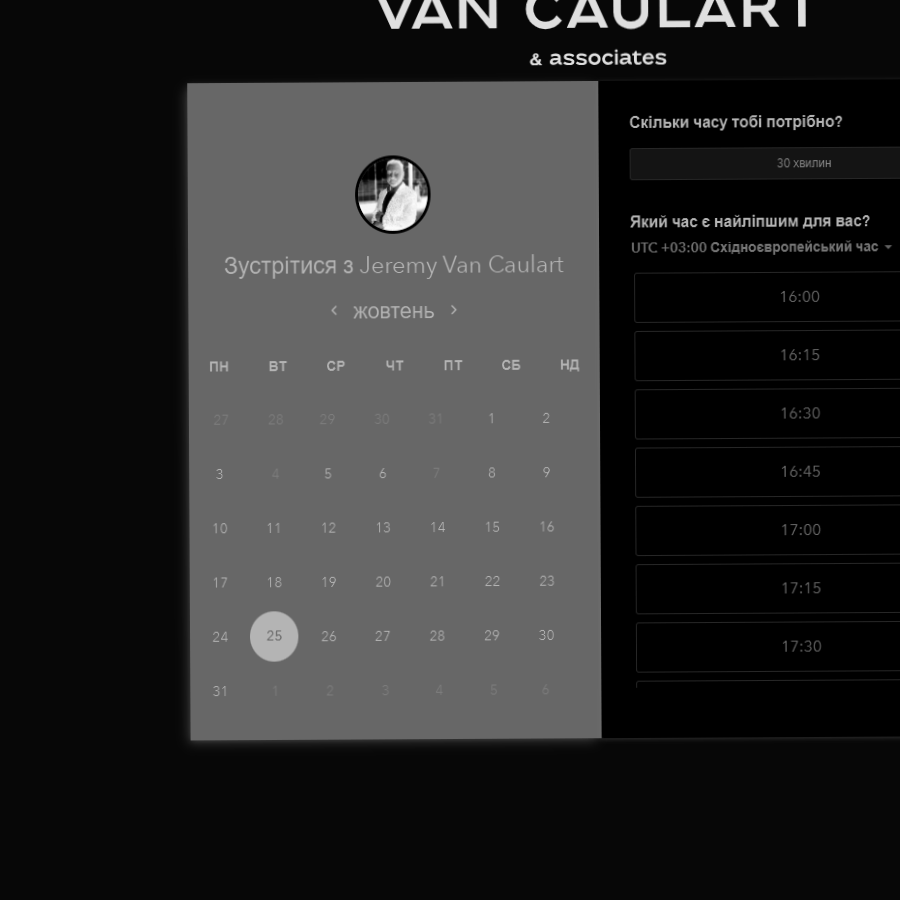 VAN CAULART
& associates
Зустрітися з Jeremy Van Caulart
жовтень
ПН ВТ СР ЧТ ПТ СБ НД
27 28 29 30 31 1 2
3 4 5 6 7 8 9
10 11 12 13 14 15 16
17 18 19 20 21 22 23
24 25 26 27 28 29 30
31 1 2 3 4 5 6
Скільки часу тобі потрібно?
30 хвилин
Який час є найліпшим для вас?
UTC +03:00 Східноєвропейський час
16:00
16:15
16:30
16:45
17:00
17:15
17:30